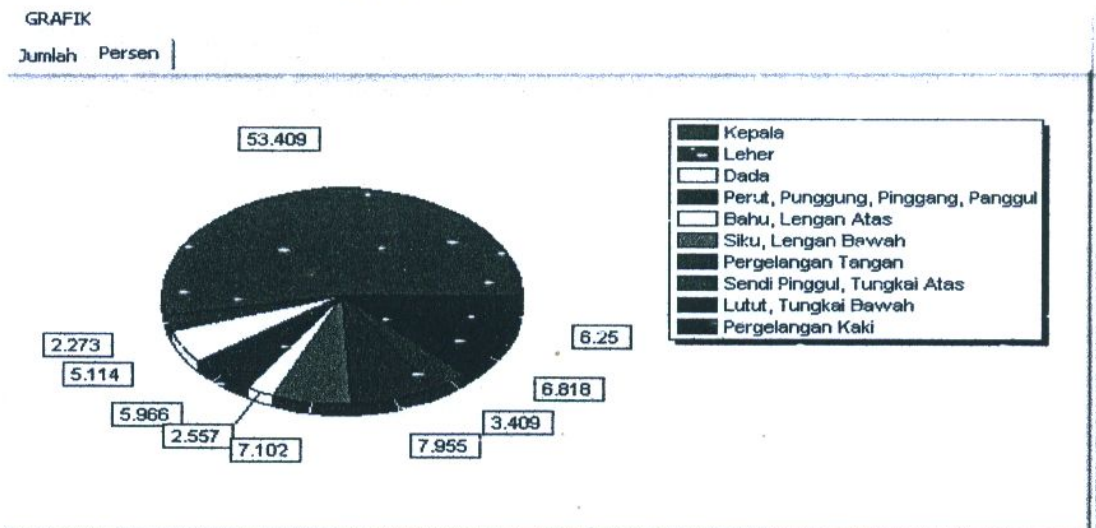 GRAFIK
Jumlah Persen
53.409
2.273
5.114
5.966
2.557
7.102
7.955
3.409
6.818
6.25
Kepala
Leher
Dada
Perut, Punggung, Pinggang, Panggul
Bahu, Lengan Atas
Siku, Lengan Bawah
Pergelangan Tangan
Sendi Pinggul, Tungkai Atas
Lutut, Tungkai Bawah
Pergelangan Kaki